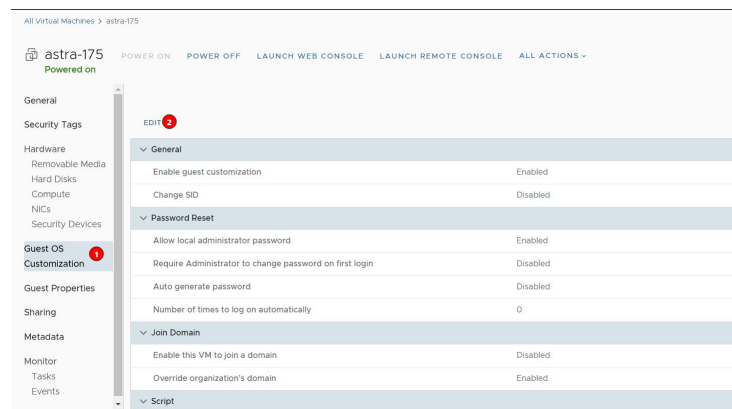 All Virtual Machines > astra-175
astra-175 POWER ON POWER OFF LAUNCH WEB CONSOLE LAUNCH REMOTE CONSOLE ALL ACTIONS
Powered on
General
Security Tags
Hardware
Removable Media
Hard Disks
Compute
NICs
Security Devices
Guest OS
Customization
1
Guest Properties
Sharing
Metadata
Monitor
Tasks
Events
EDIT 2
General
Enable guest customization Enabled
Change SID Disabled
Password Reset
Allow local administrator password Enabled
Require Administrator to change password on first login Disabled
Auto generate password Disabled
Number of times to log on automatically 0
Join Domain
Enable this VM to join a domain Disabled
Override organization's domain Enabled
Script